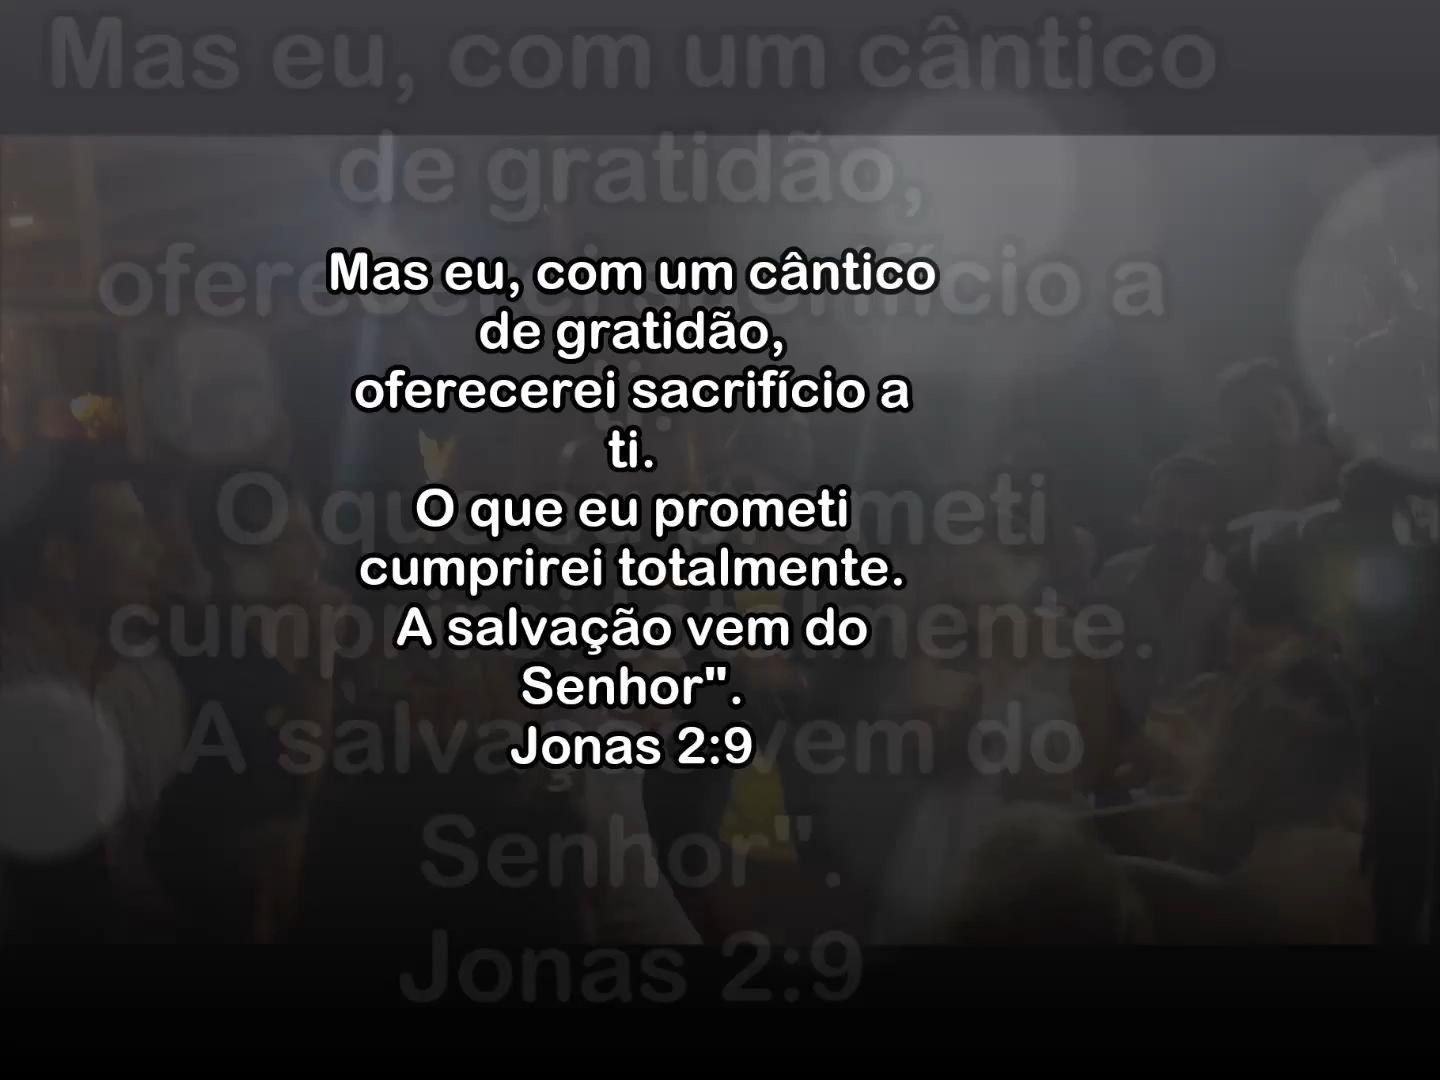 Mas eu, com um cântico
de gratidão,
oferecerei sacrifício a
ti.
O que eu prometi
cumprirei totalmente.
A salvação vem do
Senhor".
Jonas 2:9